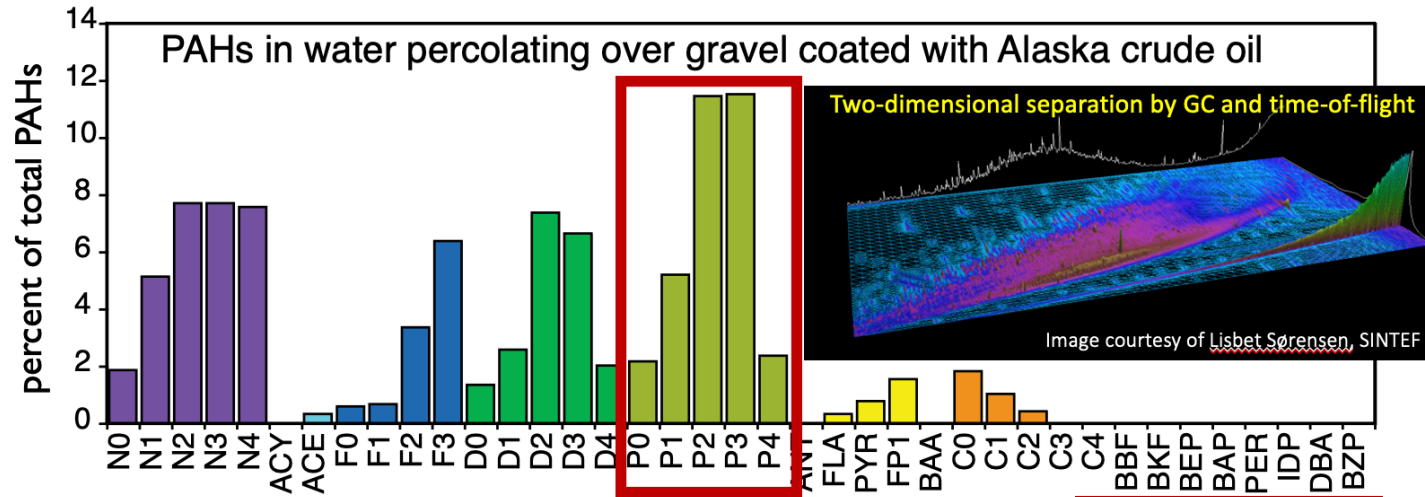 PAHs in water percolating over gravel coated with Alaska crude oil
percent of total PAHs
14
12
10
8
6
4
2
0
Two-dimensional separation by GC and time-of-flight
Image courtesy of Lisbet Sørensen, SINTEF
N0
N1
N2
N3
N4
ACY
ACE
F0
F1
F2
F3
D0
D1
D2
D3
D4
P0
P1
P2
P3
P4
ANT
FLA
PYR
FP1
BAA
C0
C1
C2
C3
C4
BBF
BKF
BEP
BAP
PER
IDP
DBA
BZP